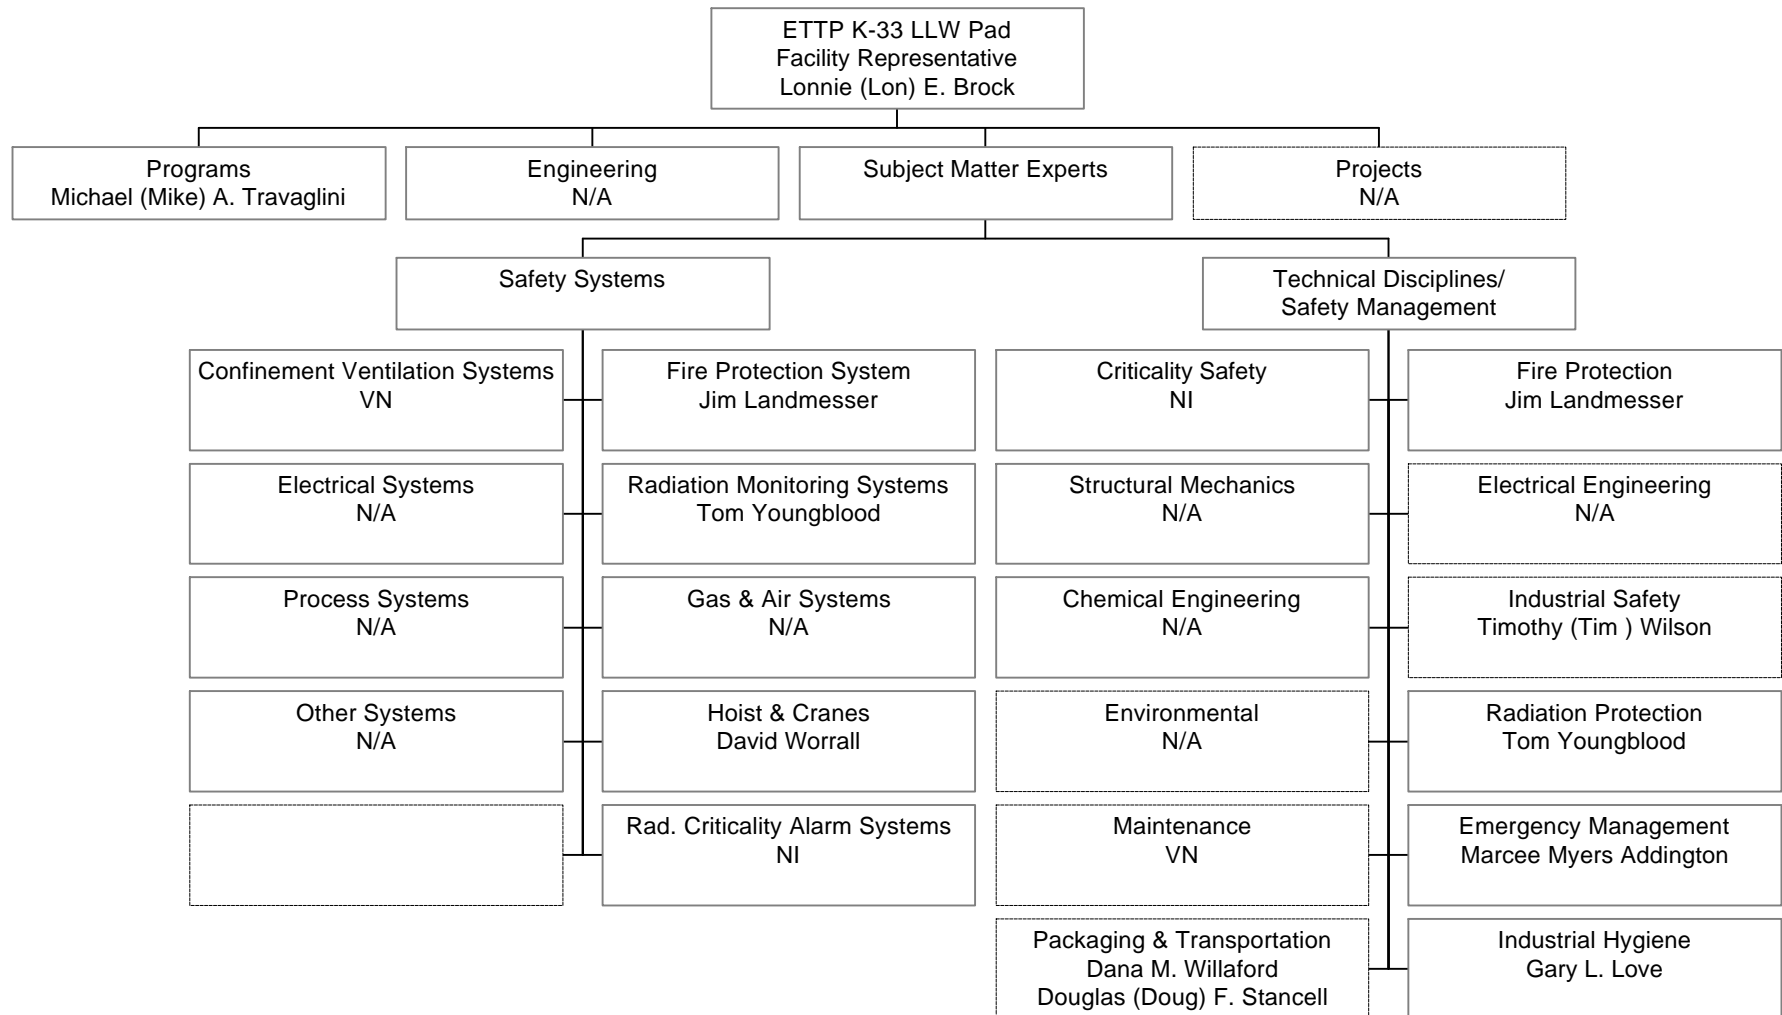 ETTP K-33 LLW Pad
Facility Representative
Lonnie (Lon) E. Brock
Programs
Michael (Mike) A. Travaglini
Engineering
N/A
Subject Matter Experts
Projects
N/A
Safety Systems
Technical Disciplines/
Safety Management
Confinement Ventilation Systems
VN
Fire Protection System
Jim Landmesser
Criticality Safety
NI
Fire Protection
Jim Landmesser
Electrical Systems
N/A
Radiation Monitoring Systems
Tom Youngblood
Structural Mechanics
N/A
Electrical Engineering
N/A
Process Systems
N/A
Gas & Air Systems
N/A
Chemical Engineering
N/A
Industrial Safety
Timothy (Tim ) Wilson
Other Systems
N/A
Hoist & Cranes
David Worrall
Environmental
N/A
Radiation Protection
Tom Youngblood
Rad. Criticality Alarm Systems
NI
Maintenance
VN
Emergency Management
Marcee Myers Addington
Packaging & Transportation
Dana M. Willaford
Douglas (Doug) F. Stancell
Industrial Hygiene
Gary L. Love